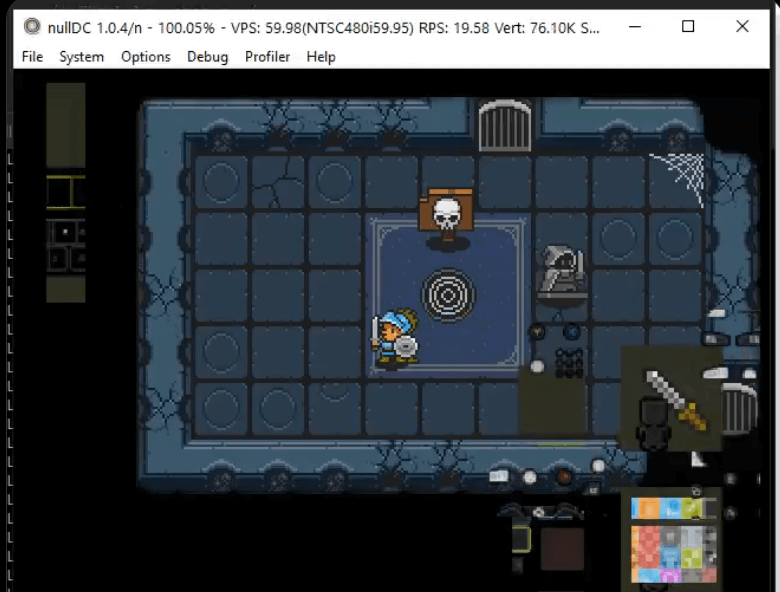 nullDC 1.0.4/n - 100.05% - VPS: 59.98(NTSC480i59.95) RPS: 19.58 Vert: 76.10K S...
File System Options Debug Profiler Help